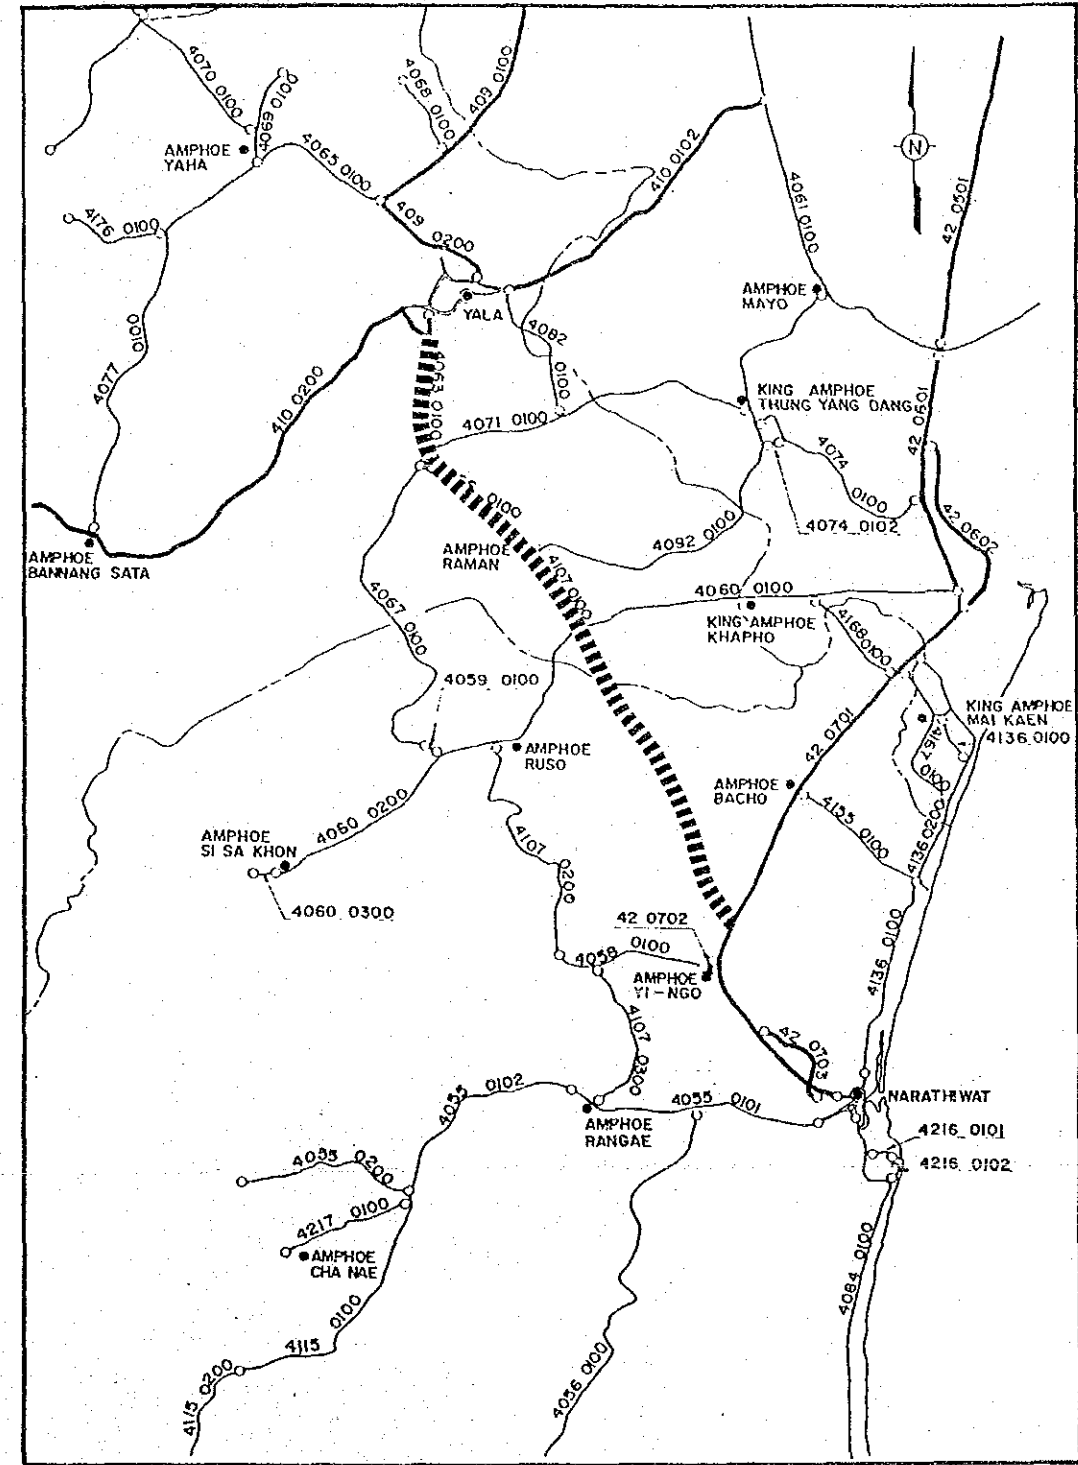 4070 0100
4069 0100
4068 0100
409 0100
AMPHOE
YAHA
4065 0100
410 0102
N
42 0501
4061 0100
4176 0100
409
0200
AMPHOE
MAYO
YALA
4082
0100
4077
0100
410 0200
4071 0100
KING AMPHOE
THUNG YANG DANG
42 0601
4074
0100
0100
4074 0102
42 0602
4092 0100
AMPHOE
RAMAN
4107 0100
AMPHOE
BANNANG SATA
4060 0100
KING AMPHOE
KHAPHO
4168 0100
4067 0100
4059 0100
KING AMPHOE
MAI KAEN
4136 0100
4157
0100
42 0701
AMPHOE
RUSO
AMPHOE
BACHO
4155 0100
4136 0200
4060 0200
AMPHOE
SI SA KHON
4060 0300
4107
0200
42 0702
4058 0100
AMPHOE
YI-NGO
4136 0100
4107 0300
42 0703
4055 0102
4055 0101
NARATHIWAT
AMPHOE
RANGAE
4216 0101
4216 0102
4055 0200
4217 0100
AMPHOE
CHA NAE
4084 0100
4115 0100
4115 0200
4056 0100